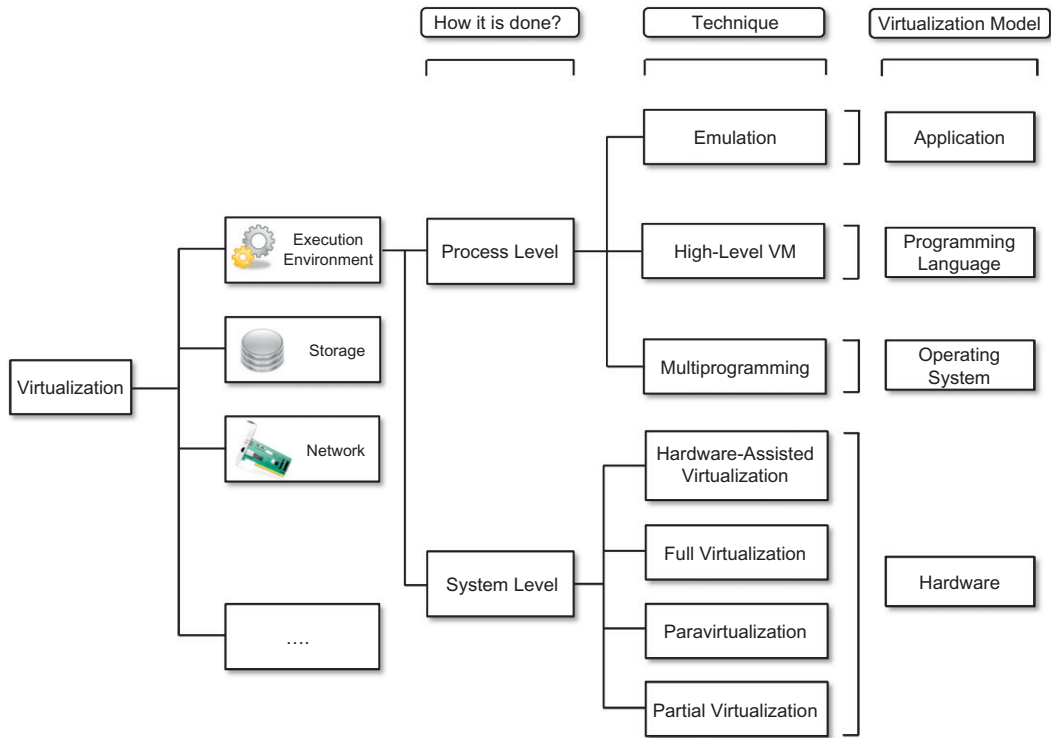 How it is done?
Technique
Virtualization Model
Emulation
Application
Execution
Environment
Process Level
High-Level VM
Programming
Language
Storage
Virtualization
Multiprogramming
Operating
System
Network
Hardware-Assisted
Virtualization
Full Virtualization
System Level
Hardware
....
Paravirtualization
Partial Virtualization